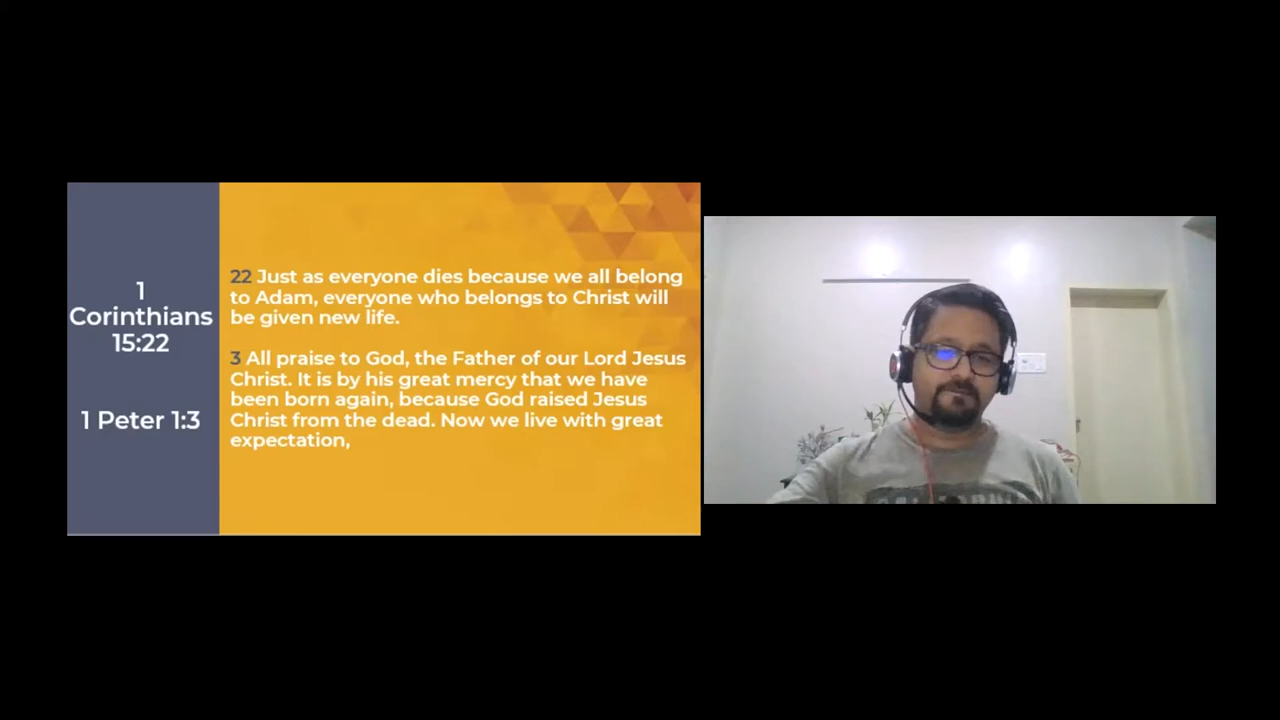 1
Corinthians
15:22
1 Peter 1:3
22 Just as everyone dies because we all belong
to Adam, everyone who belongs to Christ will
be given new life.
3 All praise to God, the Father of our Lord Jesus
Christ. It is by his great mercy that we have
been born again, because God raised Jesus
Christ from the dead. Now we live with great
expectation,